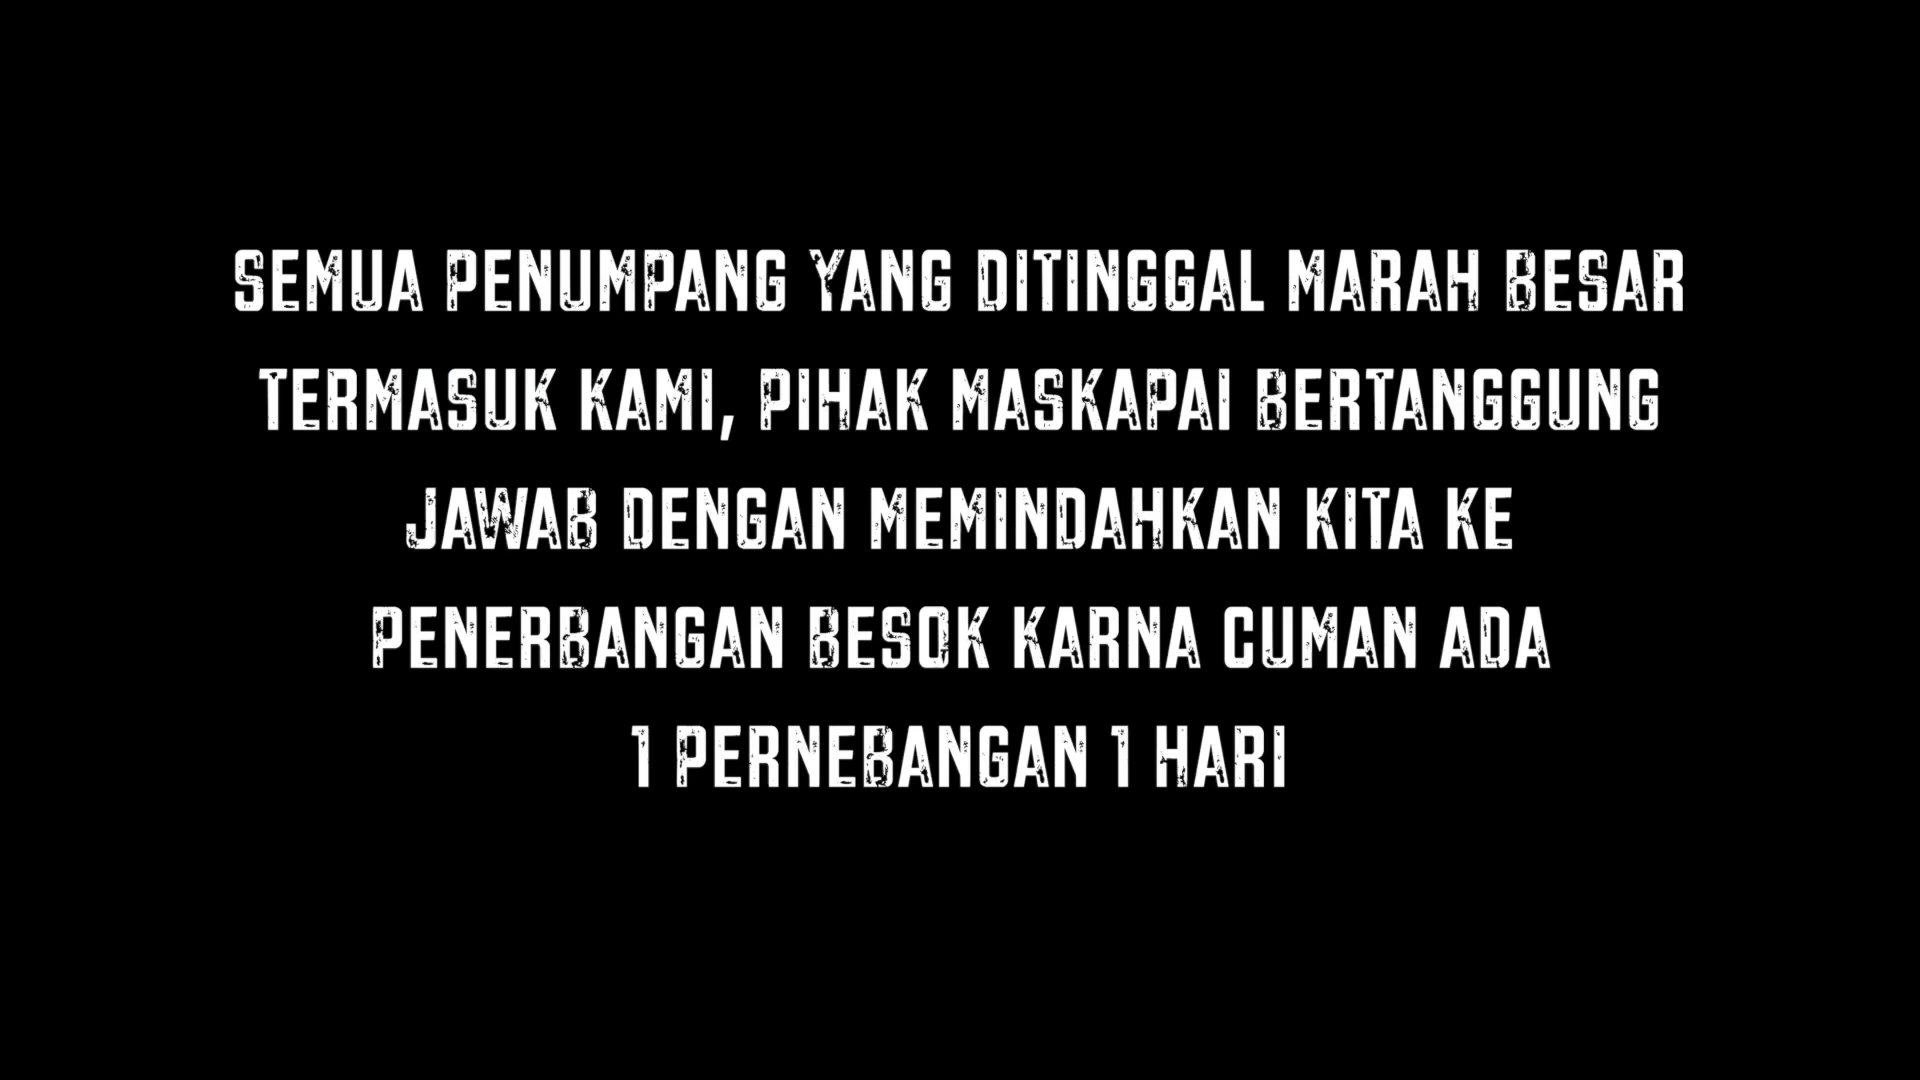 SEMUA PENUMPANG YANG DITINGGAL MARAH BESAR
TERMASUK KAMI, PIHAK MASKAPAI BERTANGGUNG
JAWAB DENGAN MEMINDAHKAN KITA KE
PENERBANGAN BESOK KARNA CUMAN ADA
1 PERNEBANGAN 1 HARI